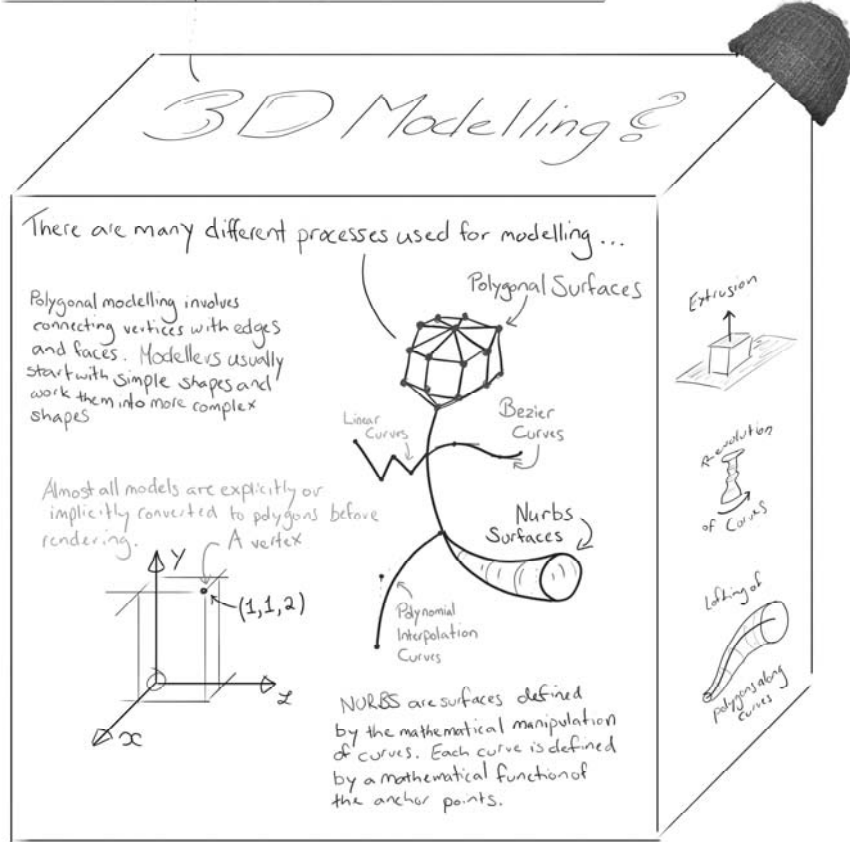 3D Modelling?
There are many different processes used for modelling...
Polygonal modelling involves
connecting vertices with edges
and faces. Modellers usually
start with simple shapes and
work them into more complex
shapes
Polygonal Surfaces
Linear
Curves
Bezier
Curves
Almost all models are explicitly or
implicitly converted to polygons before
rendering.
A vertex
Y
(1,1,2)
z
x
Nurbs
Surfaces
Polynomial
Interpolation
Curves
NURBS are surfaces defined
by the mathematical manipulation
of curves. Each curve is defined
by a mathematical function of
the anchor points.
Extrusion
Revolution
of Curves
Lofting of
polygons along
curves